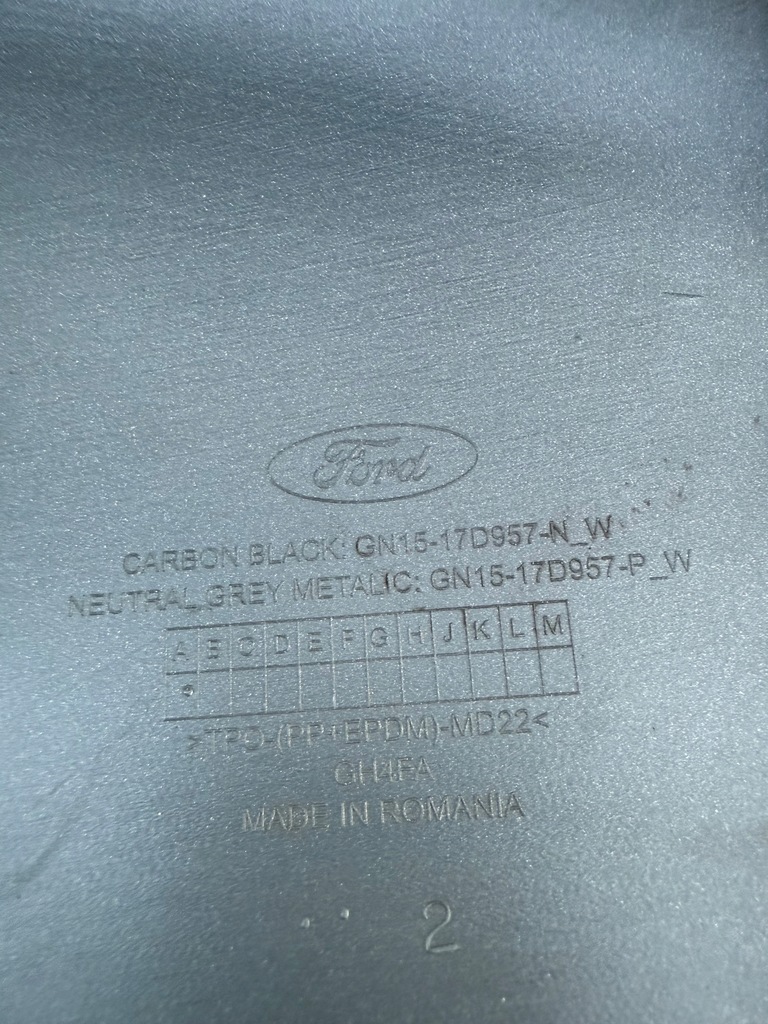 Ford
CARBON BLACK: GN15-17D957-N_W
NEUTRAL GREY METALIC: GN15-17D957-P_W
A B C D E F G H J K L M
>TPO-(PP+EPDM)-MD22<
GH4FA
MADE IN ROMANIA
2